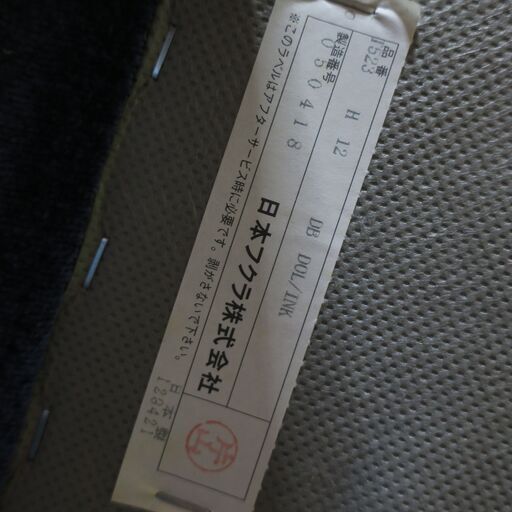 品番
1523 H 12 DB DOL/INK
製造番号
050418
日本フクラ株式会社
※このラベルはアフターサービス時に必要です。剥がさないで下さい。
日本製
128421